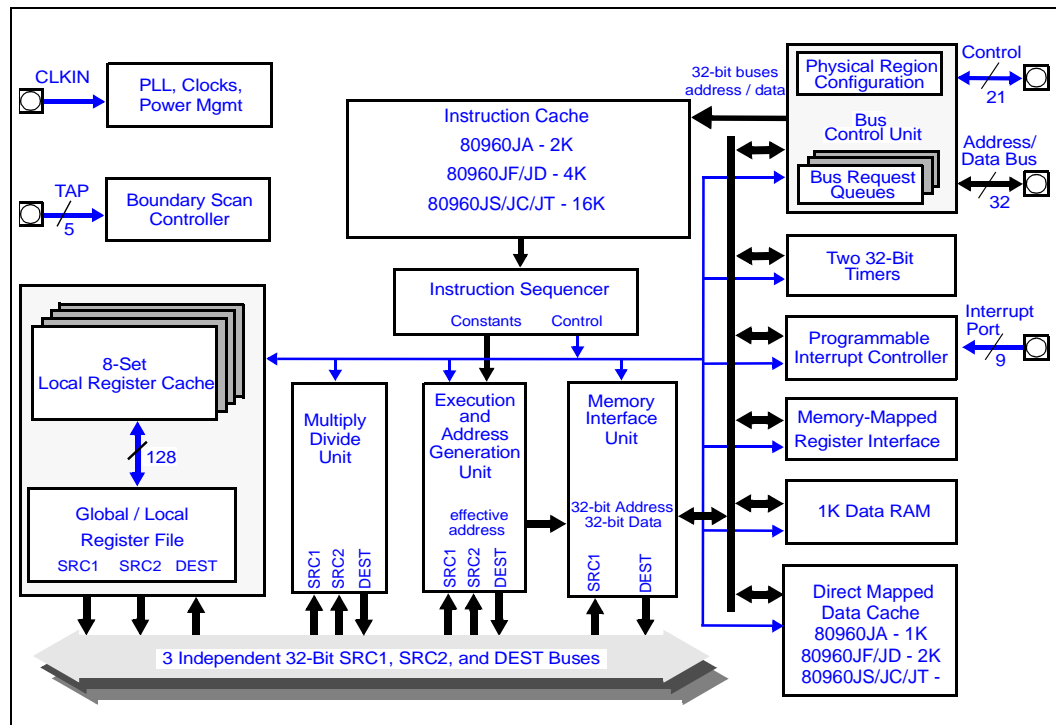 CLKIN
PLL, Clocks,
Power Mgmt
TAP
5
Boundary Scan
Controller
Instruction Cache
80960JA - 2K
80960JF/JD - 4K
80960JS/JC/JT - 16K
32-bit buses
address / data
Physical Region
Configuration
Bus
Control Unit
Bus Request
Queues
Control
21
Address/
Data Bus
32
Instruction Sequencer
Constants
Control
Two 32-Bit
Timers
Programmable
Interrupt Controller
Interrupt
Port
9
Memory-Mapped
Register Interface
1K Data RAM
Direct Mapped
Data Cache
80960JA - 1K
80960JF/JD - 2K
80960JS/JC/JT -
8-Set
Local Register Cache
128
Global / Local
Register File
SRC1
SRC2
DEST
Multiply
Divide
Unit
SRC1
SRC2
DEST
Execution
and
Address
Generation
Unit
effective
address
SRC1
SRC2
DEST
Memory
Interface
Unit
32-bit Address
32-bit Data
SRC1
DEST
3 Independent 32-Bit SRC1, SRC2, and DEST Buses